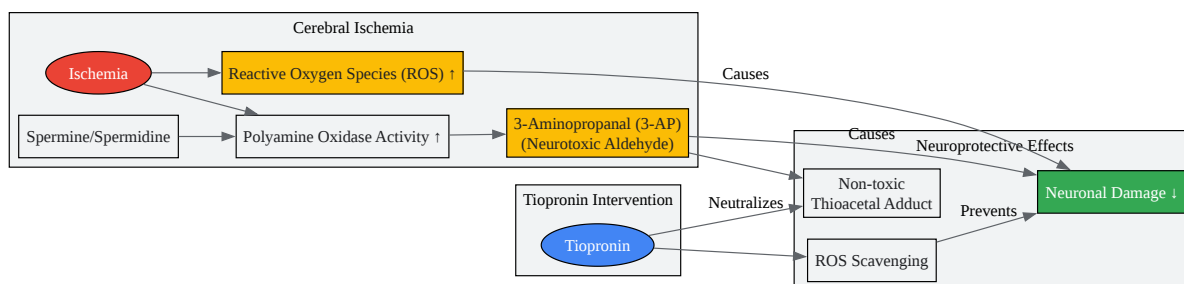 Cerebral Ischemia
Ischemia
Reactive Oxygen Species (ROS) ↑
Causes
Spermine/Spermidine
Polyamine Oxidase Activity ↑
3-Aminopropanal (3-AP)
(Neurotoxic Aldehyde)
Causes
Neuroprotective Effects
Non-toxic
Thioacetal Adduct
Neuronal Damage ↓
Tiopronin Intervention
Neutralizes
Prevents
Tiopronin
ROS Scavenging